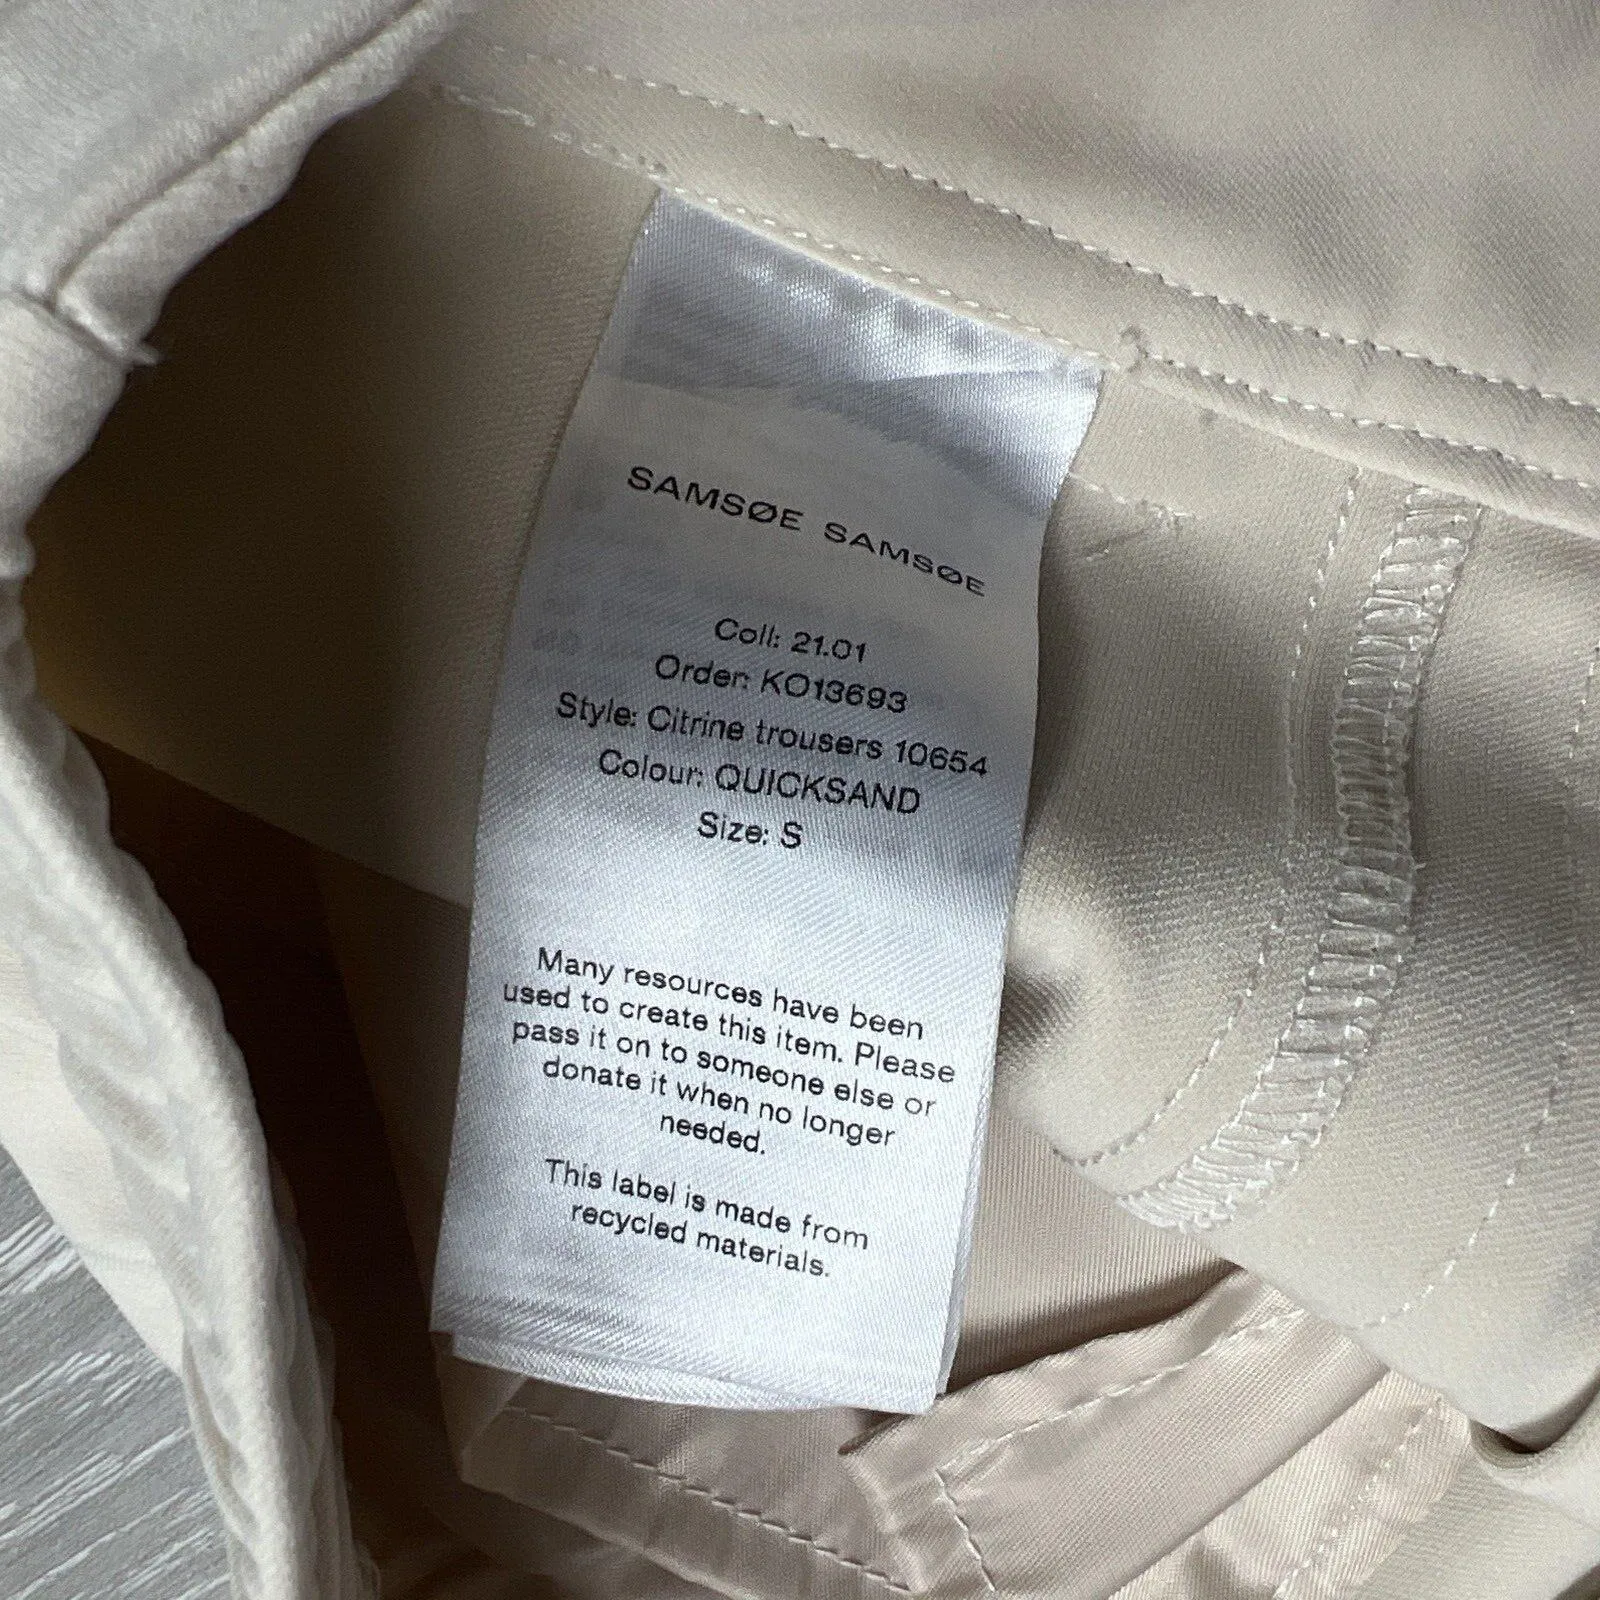 SAMSØE SAMSØE
Coll: 21.01
Order: KO13693
Style: Citrine trousers 10654
Colour: QUICKSAND
Size: S
Many resources have been
used to create this item. Please
pass it on to someone else or
donate it when no longer
needed.
This label is made from
recycled materials.